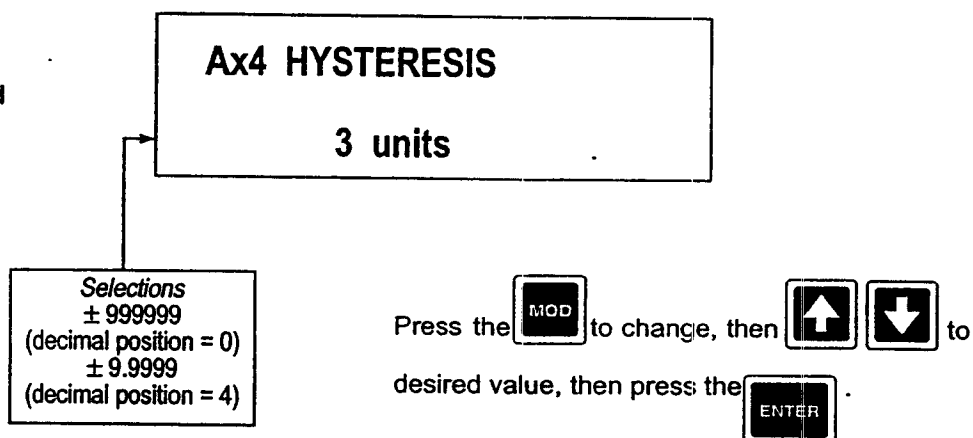 Ax4 HYSTERESIS
3 units
Selections
± 999999
(decimal position = 0)
± 9.9999
(decimal position = 4)
Press the MOD to change, then to
desired value, then press the ENTER .